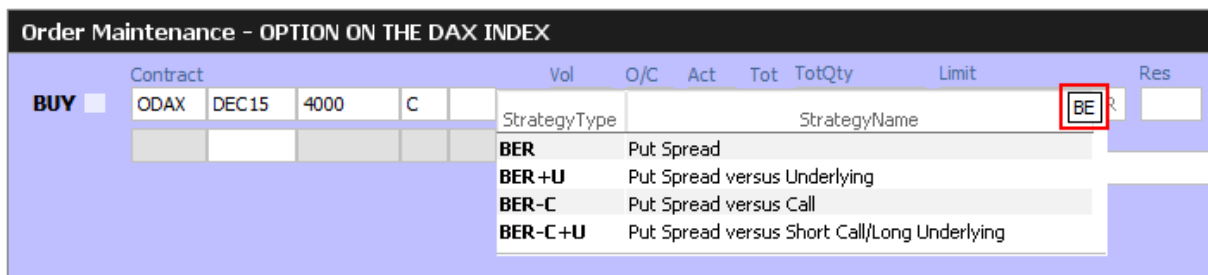 Order Maintenance - OPTION ON THE DAX INDEX
Contract Vol O/C Act Tot TotQty Limit Res
BUY ODAX DEC15 4000 C BE R
StrategyType StrategyName
BER Put Spread
BER+U Put Spread versus Underlying
BER-C Put Spread versus Call
BER-C+U Put Spread versus Short Call/Long Underlying